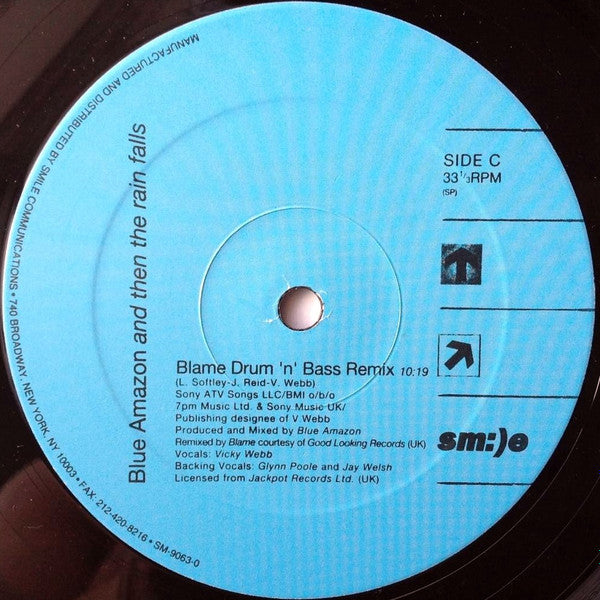 MANUFACTURED AND DISTRIBUTED BY SMILE COMMUNICATIONS • 740 BROADWAY, NEW YORK, NY 10003 • FAX: 212-420-8216 • SM-9063-0
Blue Amazon and then the rain falls
SIDE C
33 1/3 RPM
(SP)
Blame Drum 'n' Bass Remix 10:19
(L. Softley-J. Reid-V. Webb)
Sony ATV Songs LLC/BMI o/b/o
7pm Music Ltd. & Sony Music UK/
Publishing designee of V.Webb
Produced and Mixed by Blue Amazon
Remixed by Blame courtesy of Good Looking Records (UK)
Vocals: Vicky Webb
Backing Vocals: Glynn Poole and Jay Welsh
Licensed from Jackpot Records Ltd. (UK)
sm:)e